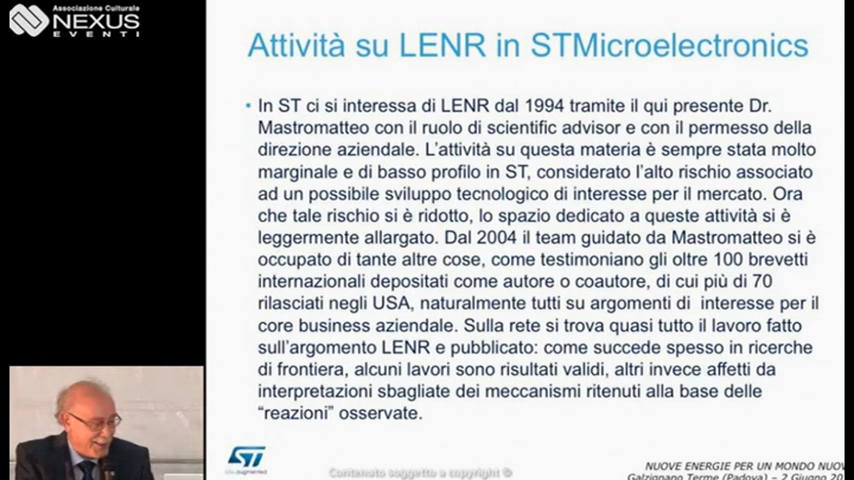 Associazione Culturale
NEXUS
EVENTI
Attività su LENR in STMicroelectronics
• In ST ci si interessa di LENR dal 1994 tramite il qui presente Dr.
Mastromatteo con il ruolo di scientific advisor e con il permesso della
direzione aziendale. L'attività su questa materia è sempre stata molto
marginale e di basso profilo in ST, considerato l'alto rischio associato
ad un possibile sviluppo tecnologico di interesse per il mercato. Ora
che tale rischio si è ridotto, lo spazio dedicato a queste attività si è
leggermente allargato. Dal 2004 il team guidato da Mastromatteo si è
occupato di tante altre cose, come testimoniano gli oltre 100 brevetti
internazionali depositati come autore o coautore, di cui più di 70
rilasciati negli USA, naturalmente tutti su argomenti di interesse per il
core business aziendale. Sulla rete si trova quasi tutto il lavoro fatto
sull'argomento LENR e pubblicato: come succede spesso in ricerche
di frontiera, alcuni lavori sono risultati validi, altri invece affetti da
interpretazioni sbagliate dei meccanismi ritenuti alla base delle
“reazioni” osservate.
ST
life.augmented
Contenuto soggetto a copyright ©
NUOVE ENERGIE PER UN MONDO NUOV
Galzignano Terme (Padova) – 2 Giugno 20